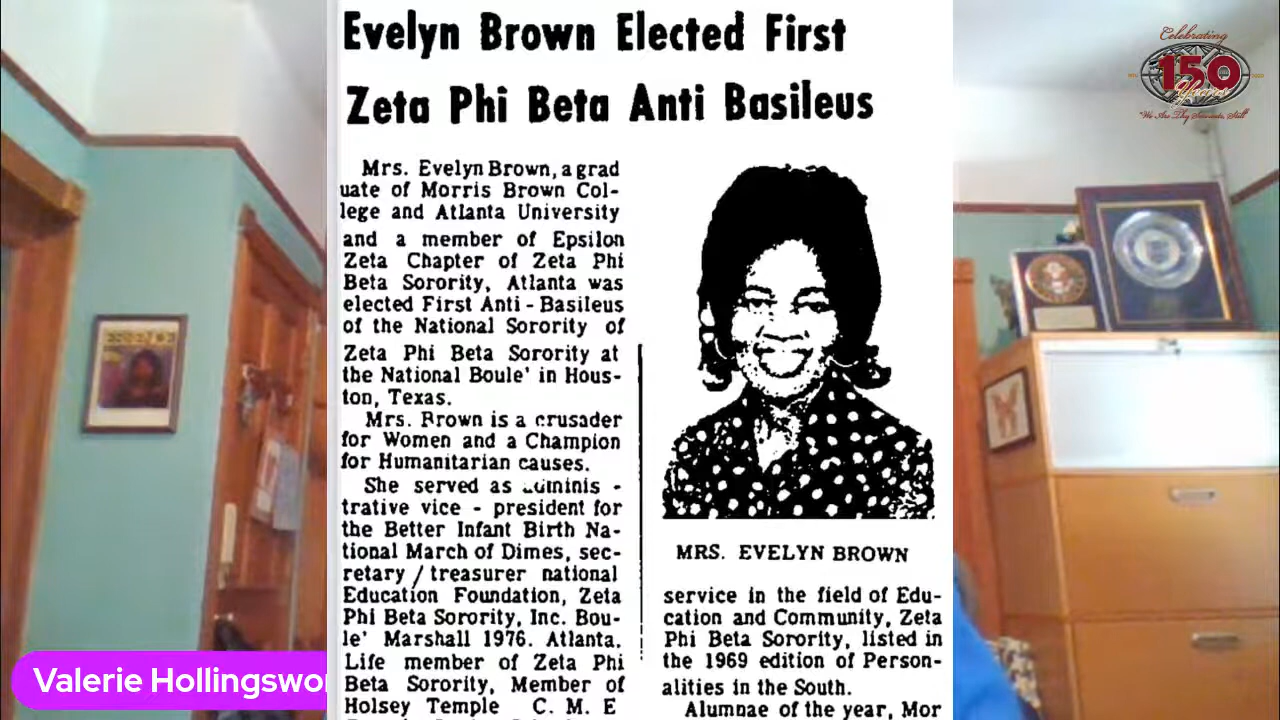 Evelyn Brown Elected First
Zeta Phi Beta Anti Basileus
Mrs. Evelyn Brown, a grad
uate of Morris Brown Col-
lege and Atlanta University
and a member of Epsilon
Zeta Chapter of Zeta Phi
Beta Sorority, Atlanta was
elected First Anti - Basileus
of the National Sorority of
Zeta Phi Beta Sorority at
the National Boule' in Hous-
ton, Texas.
Mrs. Brown is a crusader
for Women and a Champion
for Humanitarian causes.
She served as adminis -
trative vice - president for
the Better Infant Birth Na-
tional March of Dimes, sec-
retary / treasurer national
Education Foundation, Zeta
Phi Beta Sorority, Inc. Bou-
le' Marshall 1976. Atlanta,
Life member of Zeta Phi
Beta Sorority, Member of
Holsey Temple C. M. E
MRS. EVELYN BROWN
service in the field of Edu-
cation and Community, Zeta
Phi Beta Sorority, listed in
the 1969 edition of Person-
alities in the South.
Alumnae of the year, Mor
Celebrating
150
Years
"We Are Thy Servants, Still"
Valerie Hollingswor